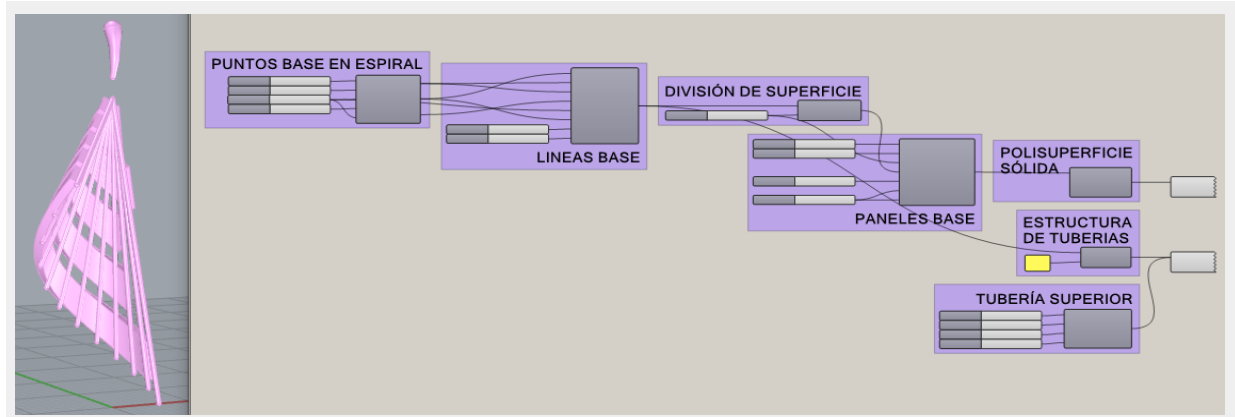 PUNTOS BASE EN ESPIRAL
LINEAS BASE
DIVISIÓN DE SUPERFICIE
PANELES BASE
POLISUPERFICIE
SÓLIDA
ESTRUCTURA
DE TUBERIAS
TUBERÍA SUPERIOR